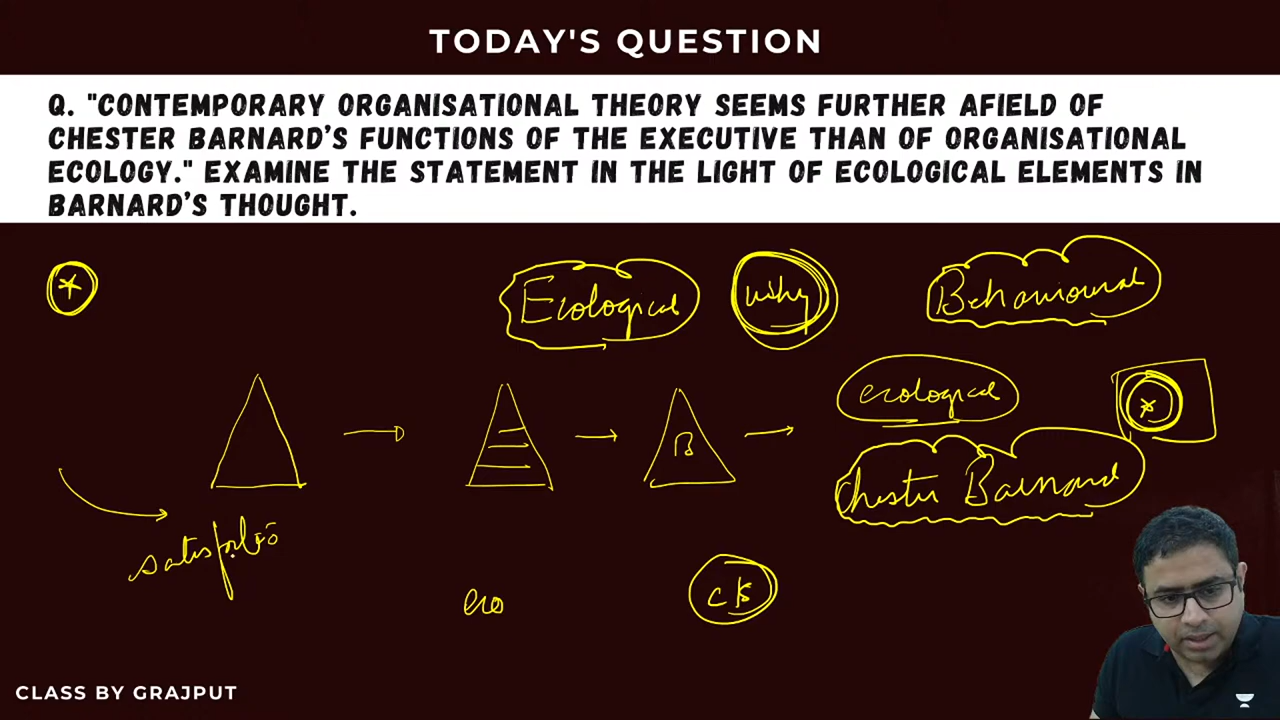 TODAY'S QUESTION
Q. "CONTEMPORARY ORGANISATIONAL THEORY SEEMS FURTHER AFIELD OF
CHESTER BARNARD'S FUNCTIONS OF THE EXECUTIVE THAN OF ORGANISATIONAL
ECOLOGY." EXAMINE THE STATEMENT IN THE LIGHT OF ECOLOGICAL ELEMENTS IN
BARNARD'S THOUGHT.
Ecological why Behavioural
ecological
B
Chester Barnard
eco
CB
CLASS BY GRAJPUT